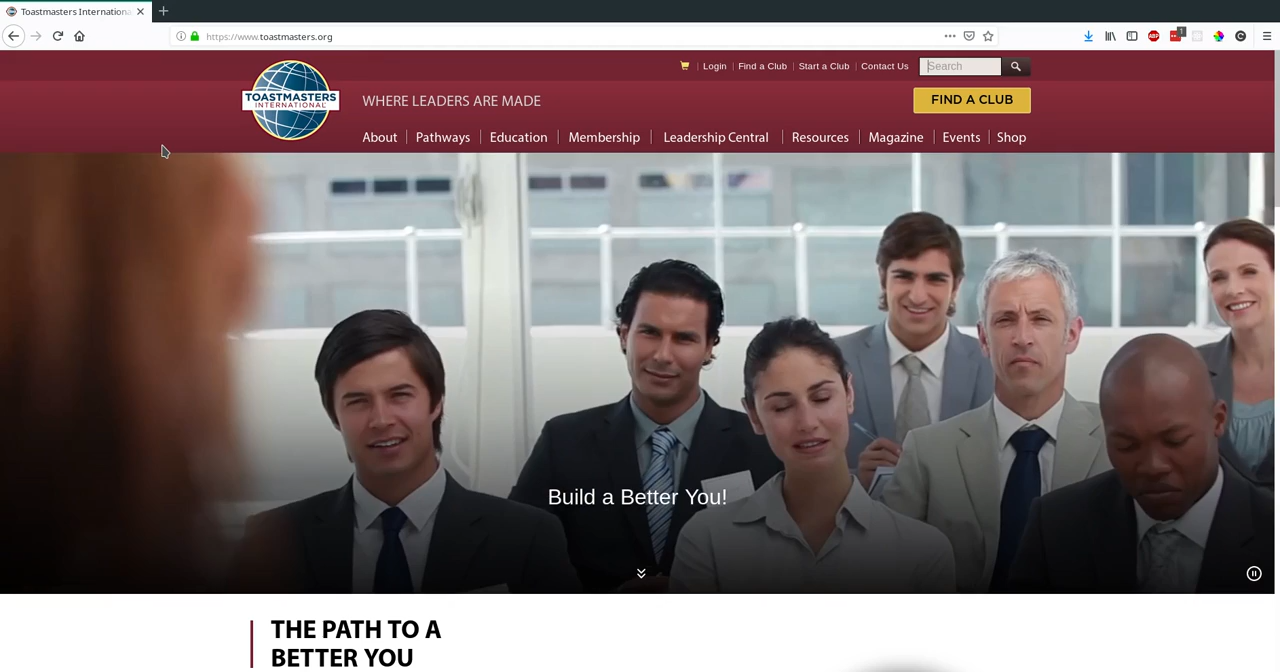 Toastmasters Internationa
https://www.toastmasters.org
ABP
1
C
Login
Find a Club
Start a Club
Contact Us
Search
TOASTMASTERS
INTERNATIONAL
WHERE LEADERS ARE MADE
FIND A CLUB
About
Pathways
Education
Membership
Leadership Central
Resources
Magazine
Events
Shop
Build a Better You!
THE PATH TO A
BETTER YOU